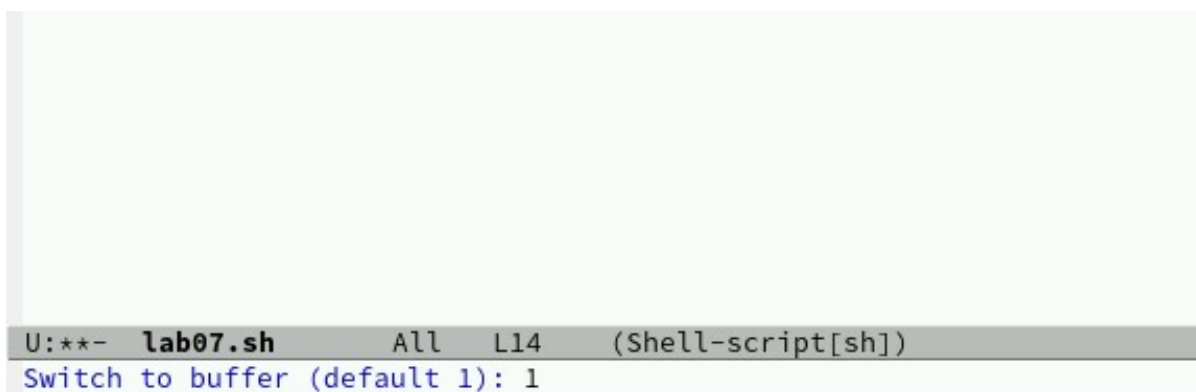 U:**-  lab07.sh       All   L14    (Shell-script[sh])
Switch to buffer (default 1): 1